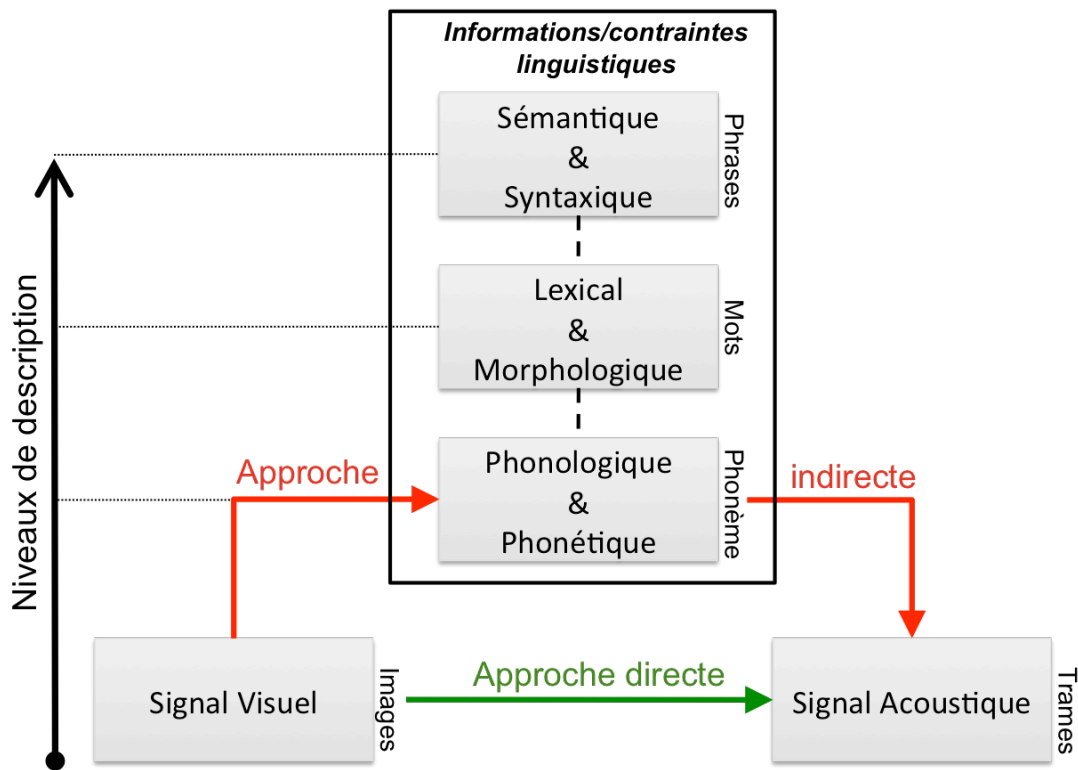 Informations/contraintes
linguistiques
Sémantique
&
Syntaxique
Phrases
Lexical
&
Morphologique
Mots
Niveaux de description
Approche
Phonologique
&
Phonétique
Phonème
indirecte
Signal Visuel
Images
Approche directe
Signal Acoustique
Trames